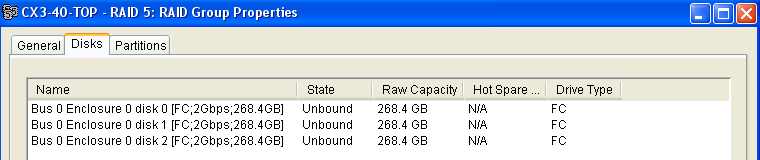 CX3-40-TOP - RAID 5: RAID Group Properties
General Disks Partitions
Name State Raw Capacity Hot Spare ... Drive Type
Bus 0 Enclosure 0 disk 0 [FC;2Gbps;268.4GB] Unbound 268.4 GB N/A FC
Bus 0 Enclosure 0 disk 1 [FC;2Gbps;268.4GB] Unbound 268.4 GB N/A FC
Bus 0 Enclosure 0 disk 2 [FC;2Gbps;268.4GB] Unbound 268.4 GB N/A FC